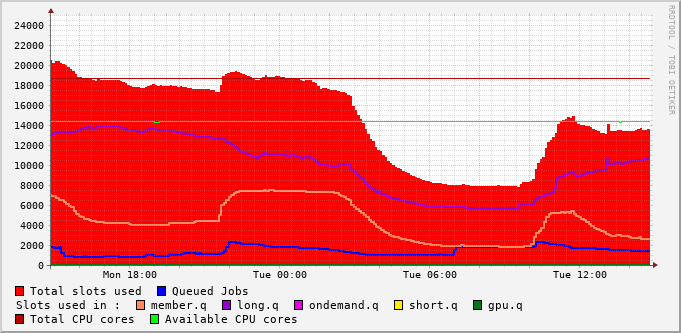 RRDTOOL / TOBI OETIKER
24000
22000
20000
18000
16000
14000
12000
10000
8000
6000
4000
2000
0
Mon 18:00 Tue 00:00 Tue 06:00 Tue 12:00
Total slots used Queued Jobs
Slots used in : member.q long.q ondemand.q short.q gpu.q
Total CPU cores Available CPU cores